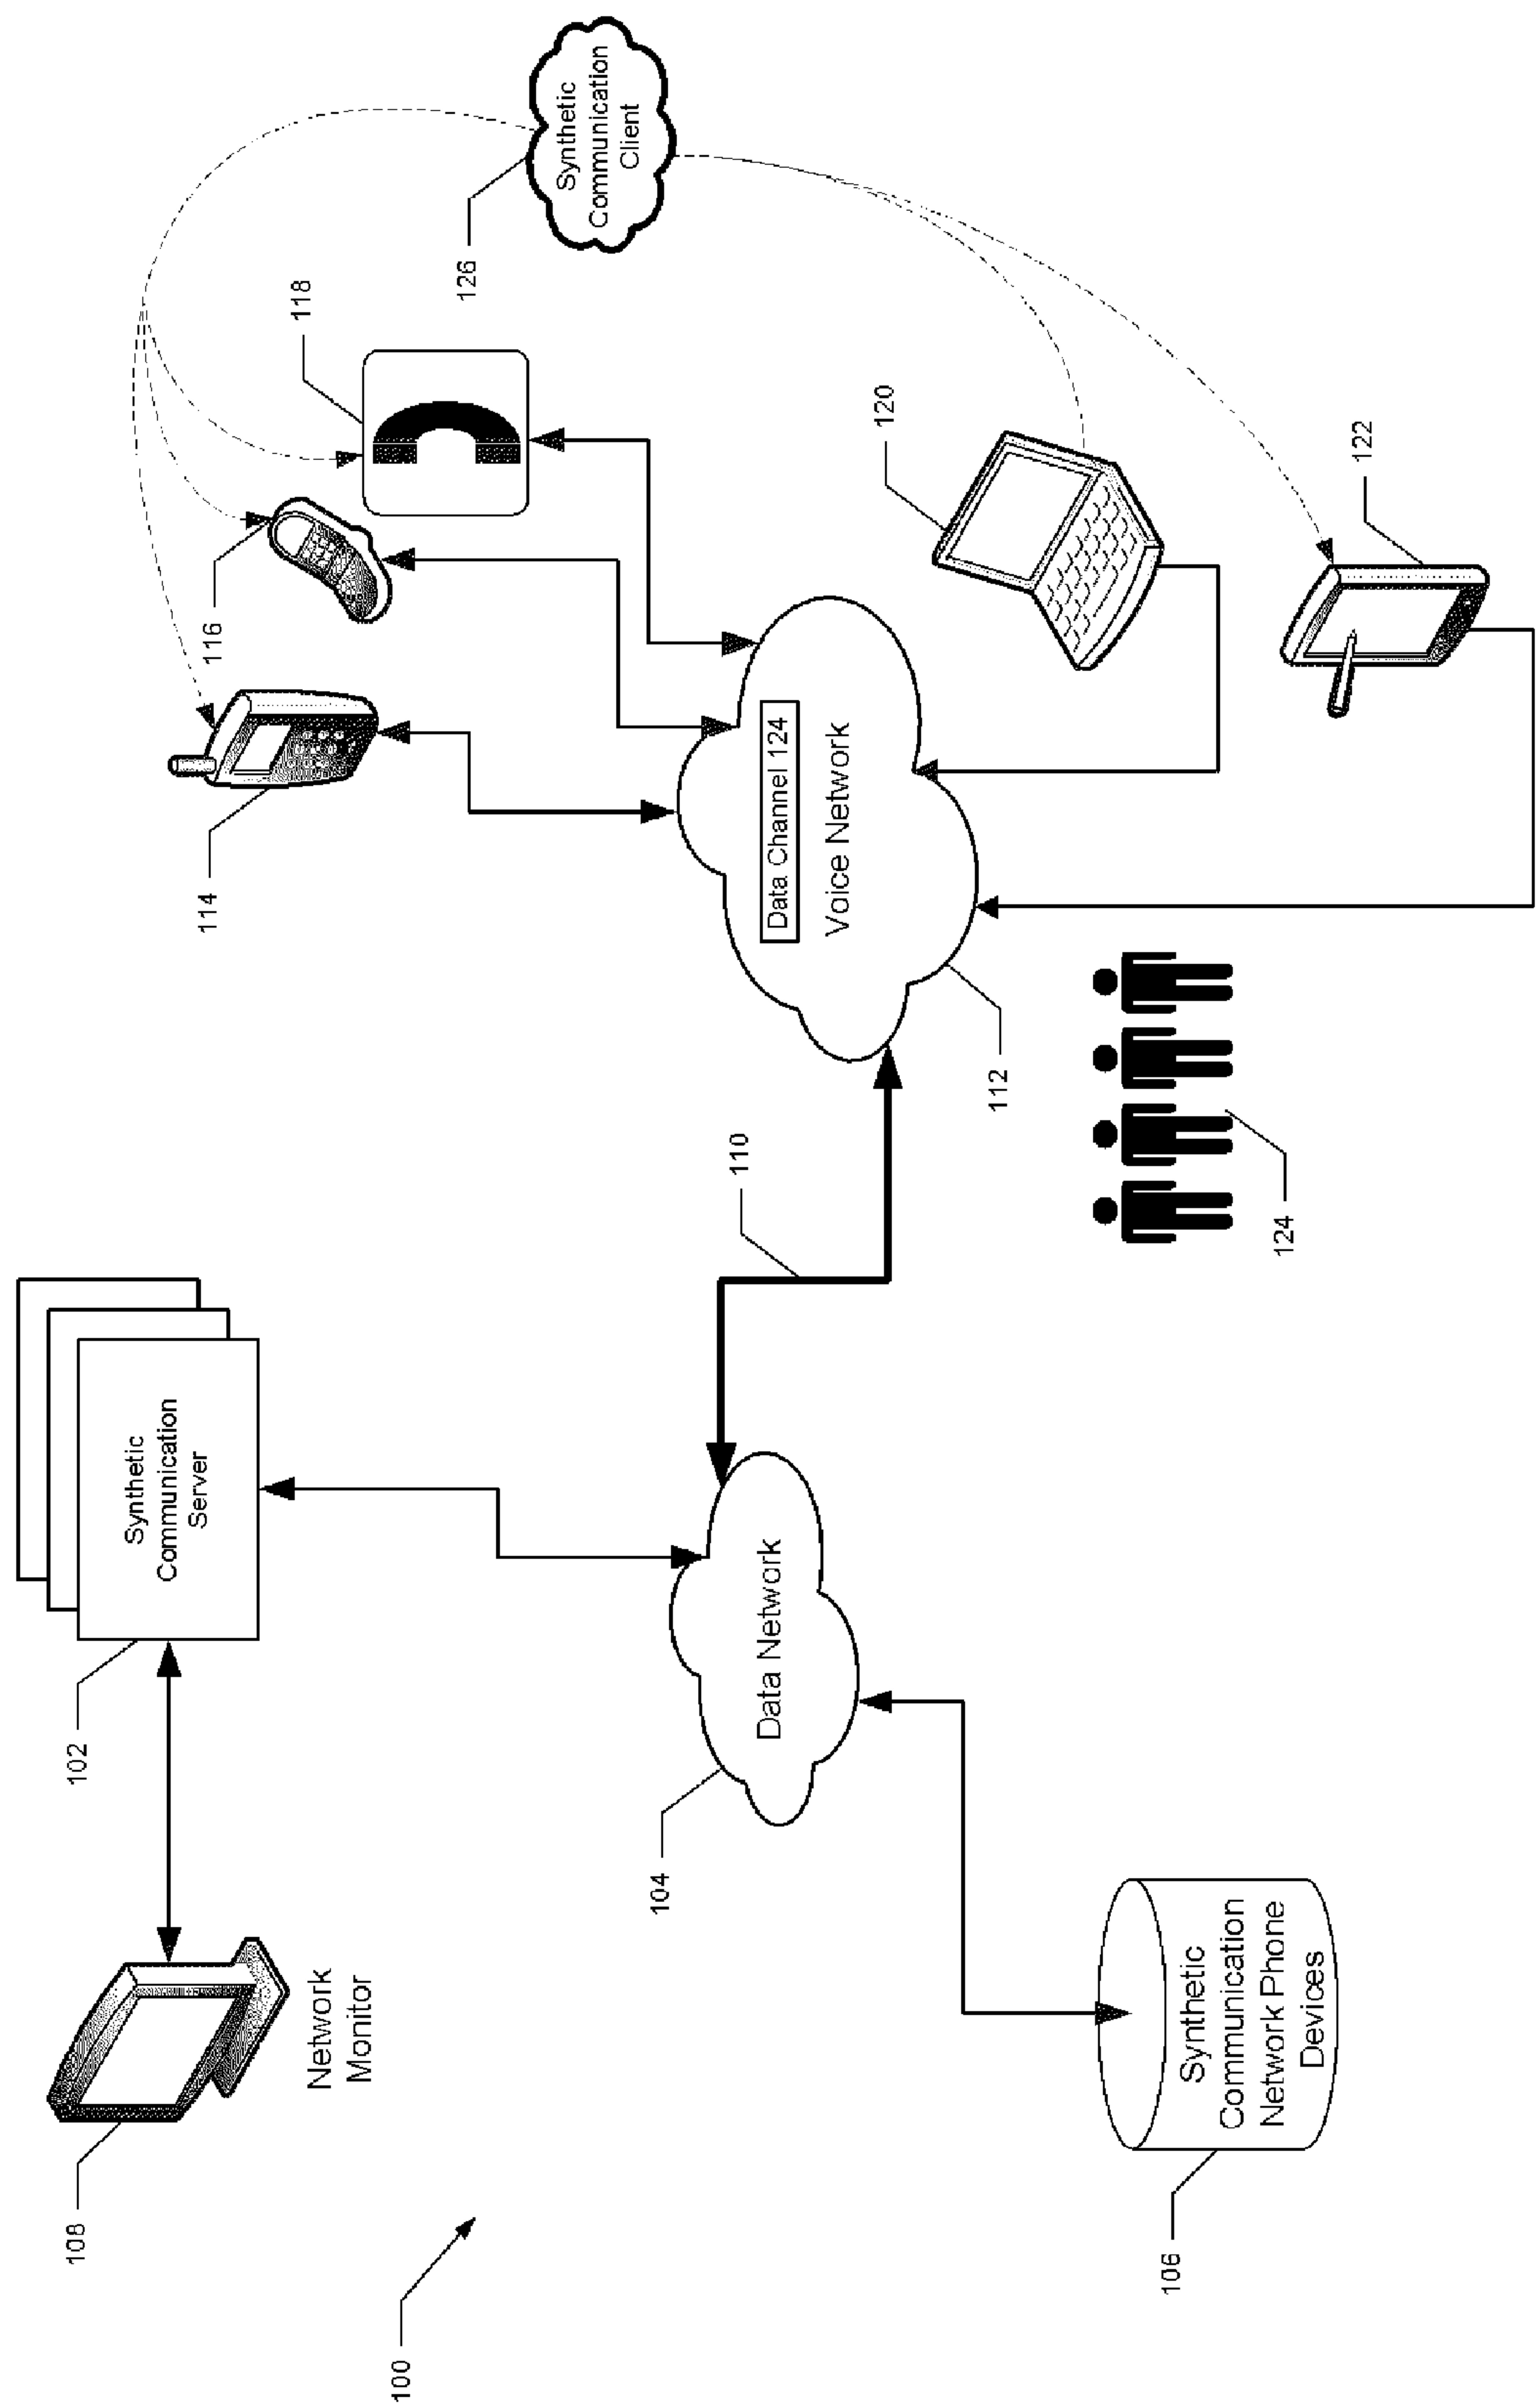 100
108
Network
Monitor
102
Synthetic
Communication
Server
104
Data Network
106
Synthetic
Communication
Network Phone
Devices
110
112
Data Channel 124
Voice Network
124
114
116
118
120
122
126
Synthetic
Communication
Client